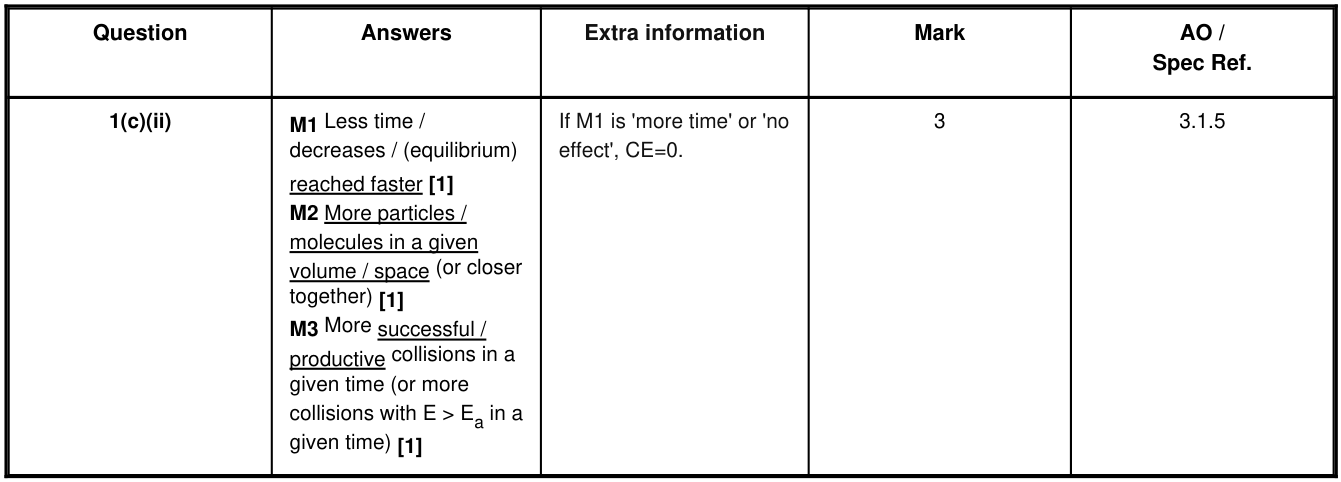 Question Answers Extra information Mark AO /
Spec Ref.
1(c)(ii)
M1 Less time /
decreases / (equilibrium)
reached faster [1]
M2 More particles /
molecules in a given
volume / space (or closer
together) [1]
M3 More successful /
productive collisions in a
given time (or more
collisions with E > Ea in a
given time) [1]
If M1 is 'more time' or 'no
effect', CE=0.
3
3.1.5